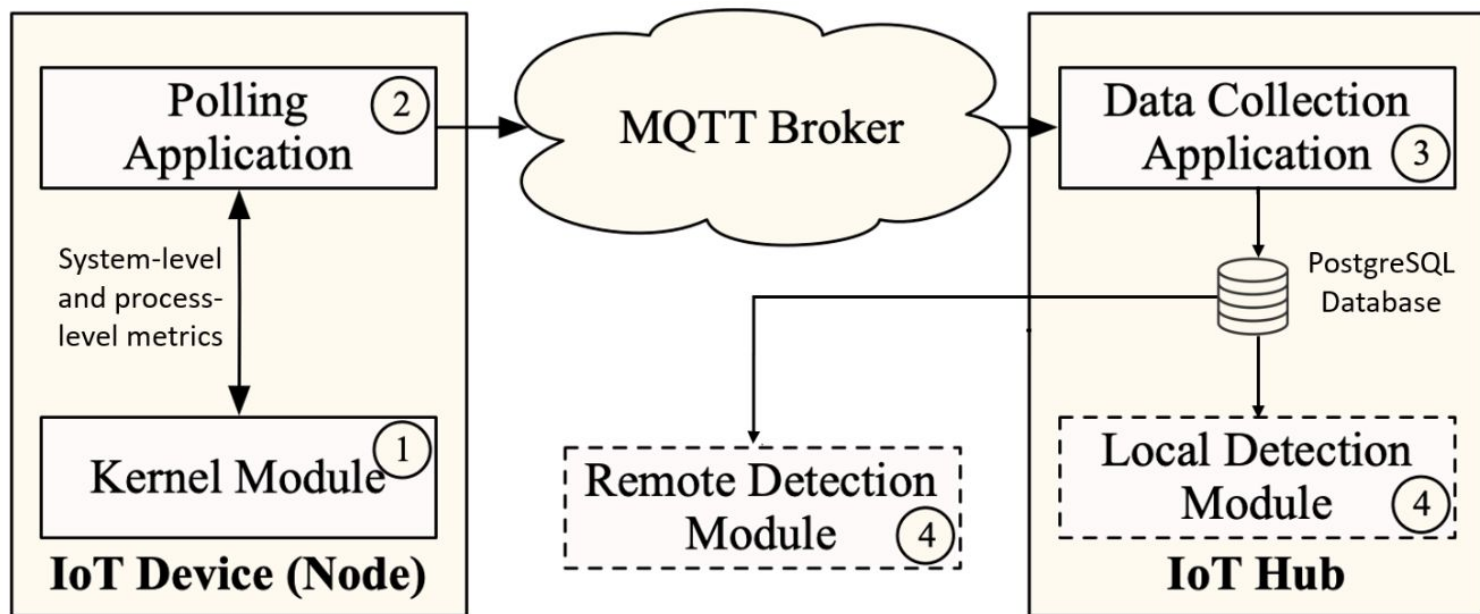 Polling
Application
2
System-level
and process-
level metrics
Kernel Module
1
IoT Device (Node)
MQTT Broker
Data Collection
Application
3
PostgreSQL
Database
Remote Detection
Module
4
Local Detection
Module
4
IoT Hub